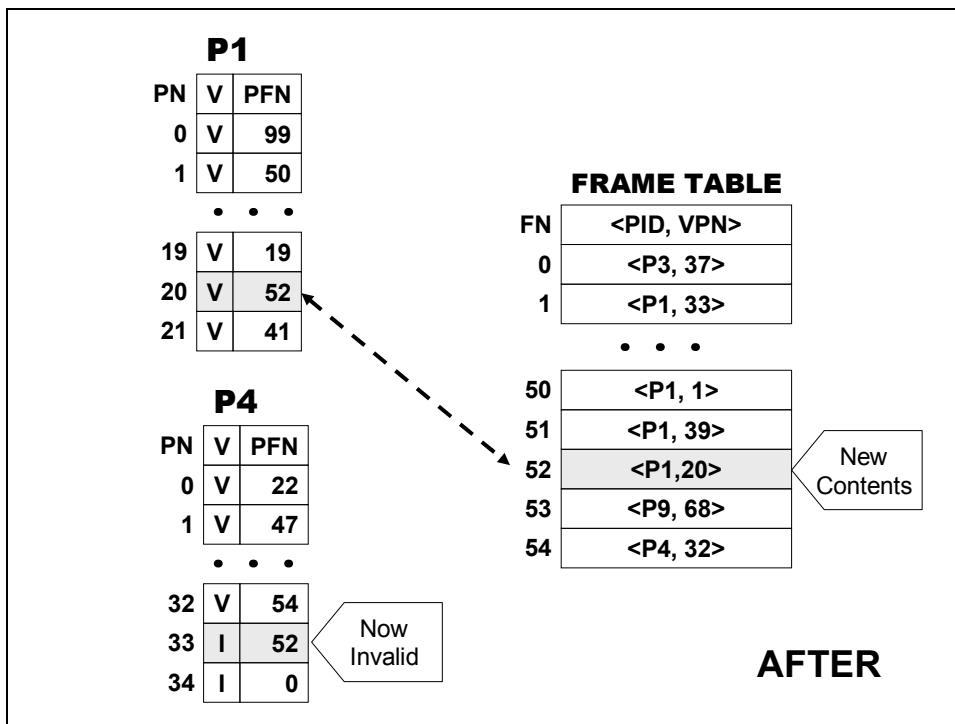 P1
PN V PFN
0 V 99
1 V 50
• • •
19 V 19
20 V 52
21 V 41
P4
PN V PFN
0 V 22
1 V 47
• • •
32 V 54
33 I 52
34 I 0
Now
Invalid
FRAME TABLE
FN <PID, VPN>
0 <P3, 37>
1 <P1, 33>
• • •
50 <P1, 1>
51 <P1, 39>
52 <P1,20>
53 <P9, 68>
54 <P4, 32>
New
Contents
AFTER